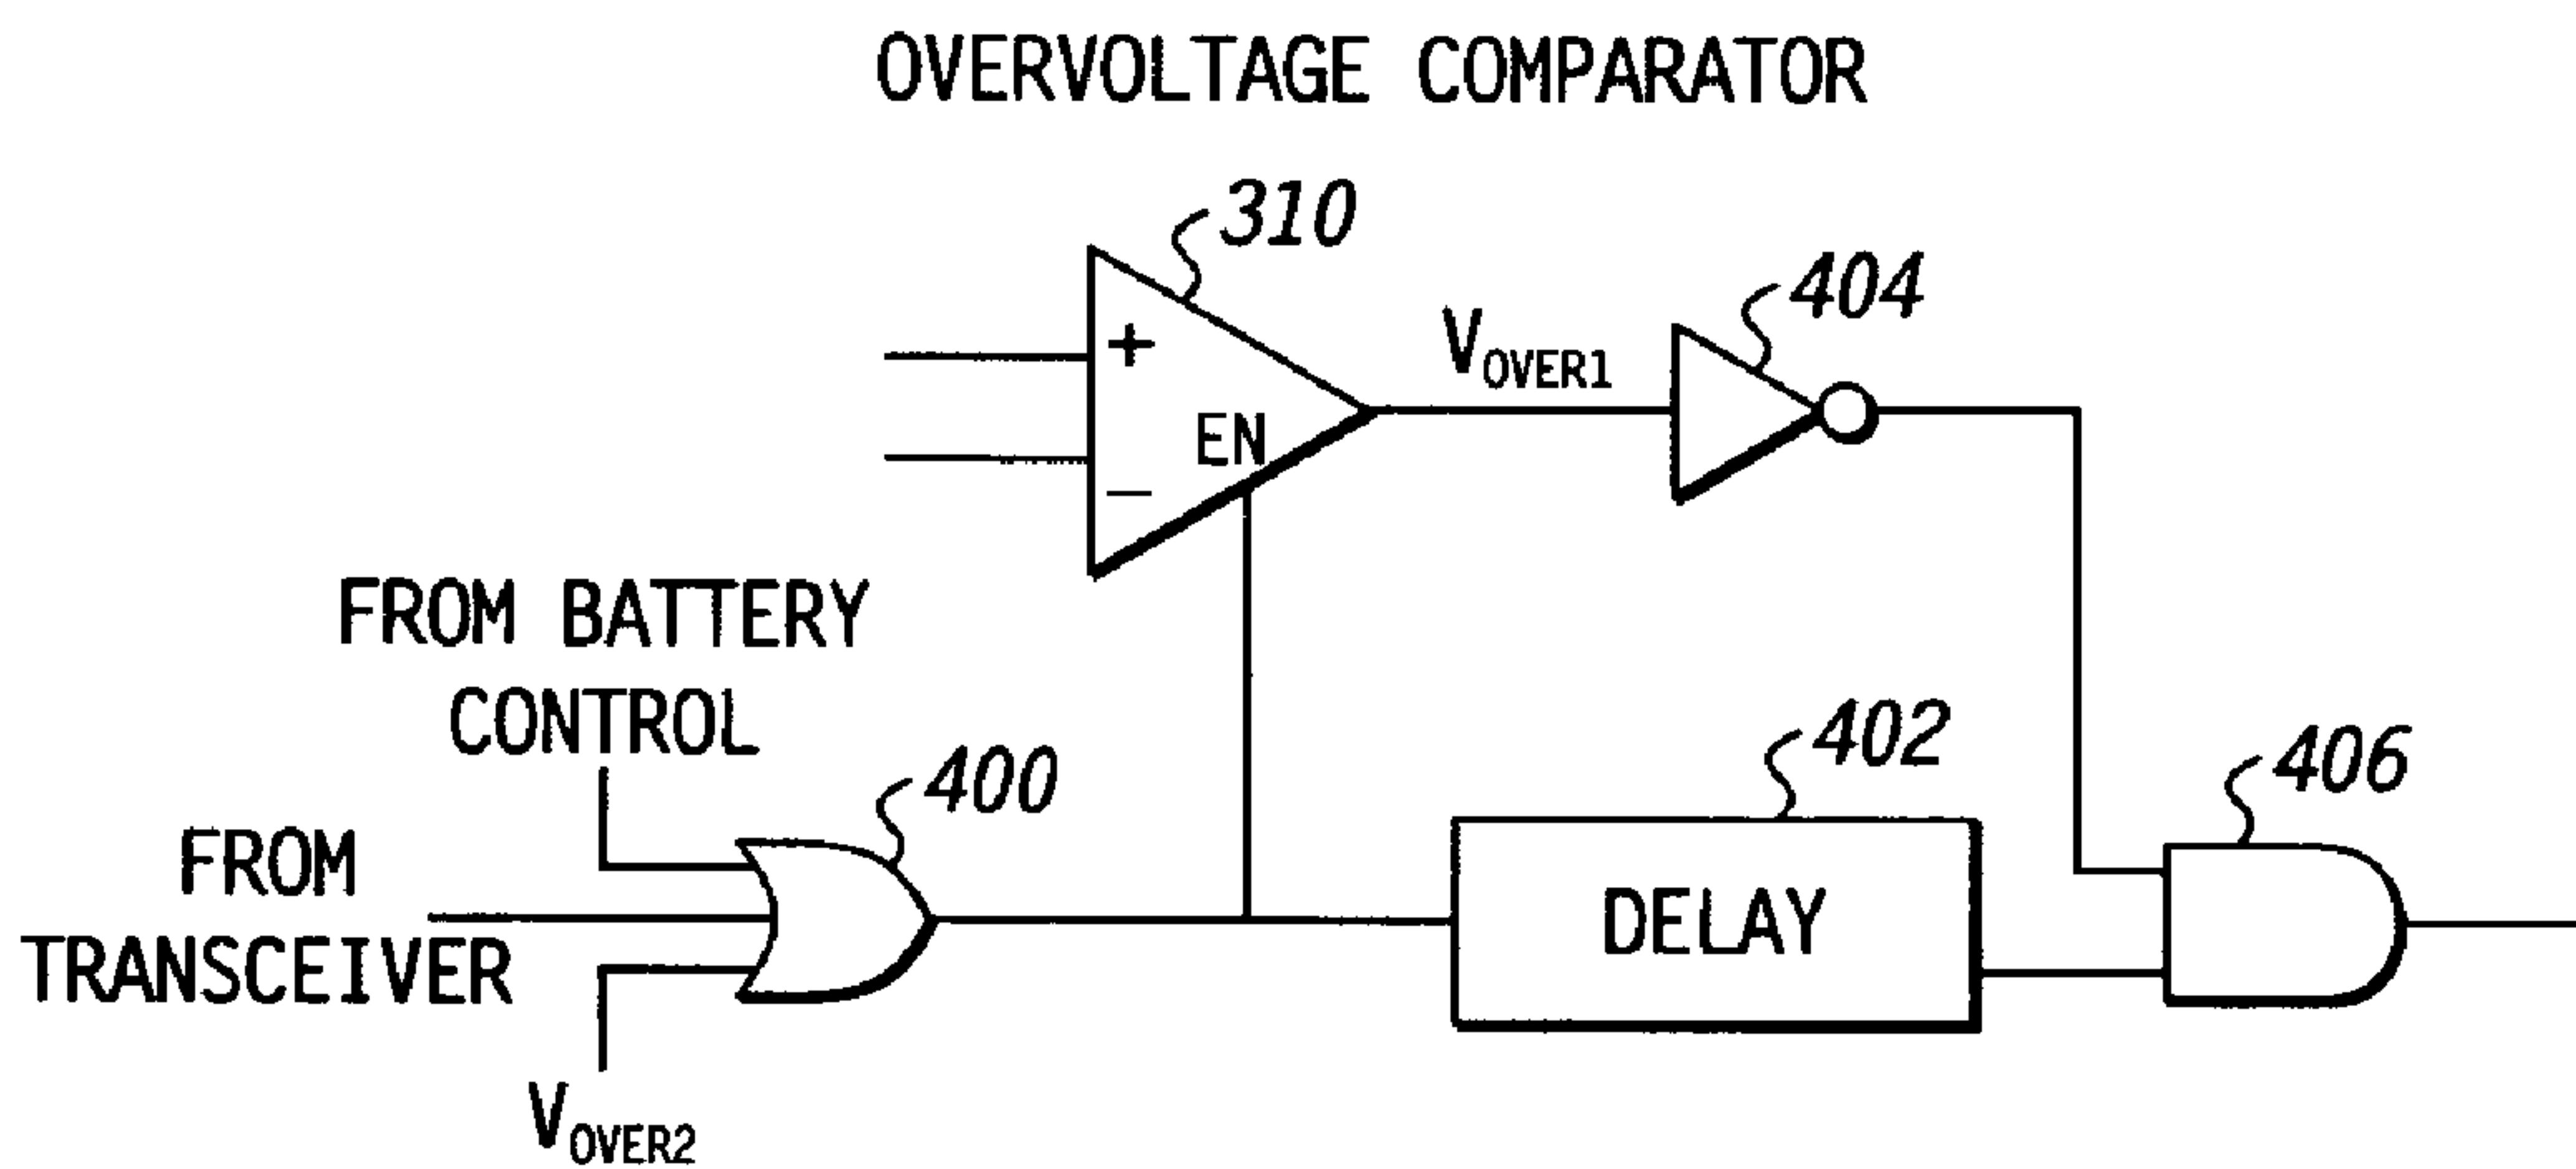 OVERVOLTAGE COMPARATOR
310
404
+
VOVER1
EN
−
FROM BATTERY
CONTROL
400
402
406
FROM
TRANSCEIVER
DELAY
VOVER2